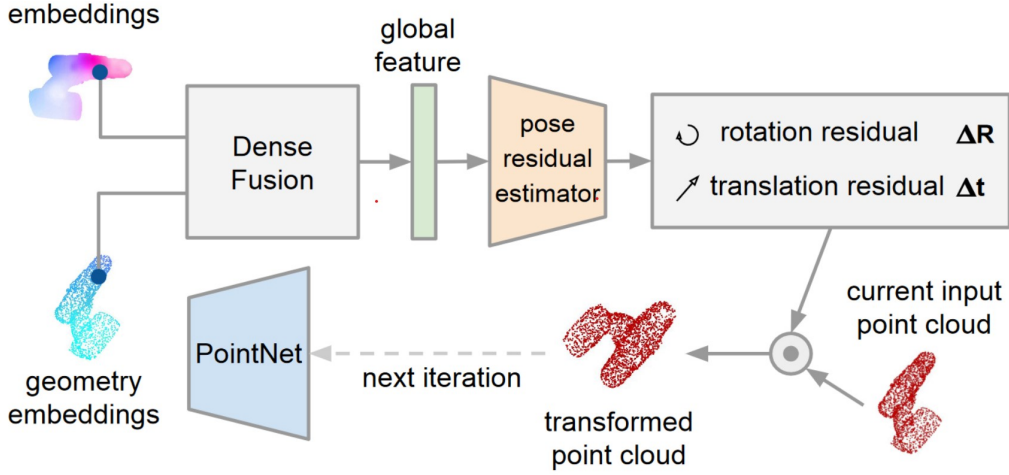 embeddings
global
feature
Dense
Fusion
pose
residual
estimator
rotation residual ΔR
translation residual Δt
current input
point cloud
PointNet
next iteration
geometry
embeddings
transformed
point cloud